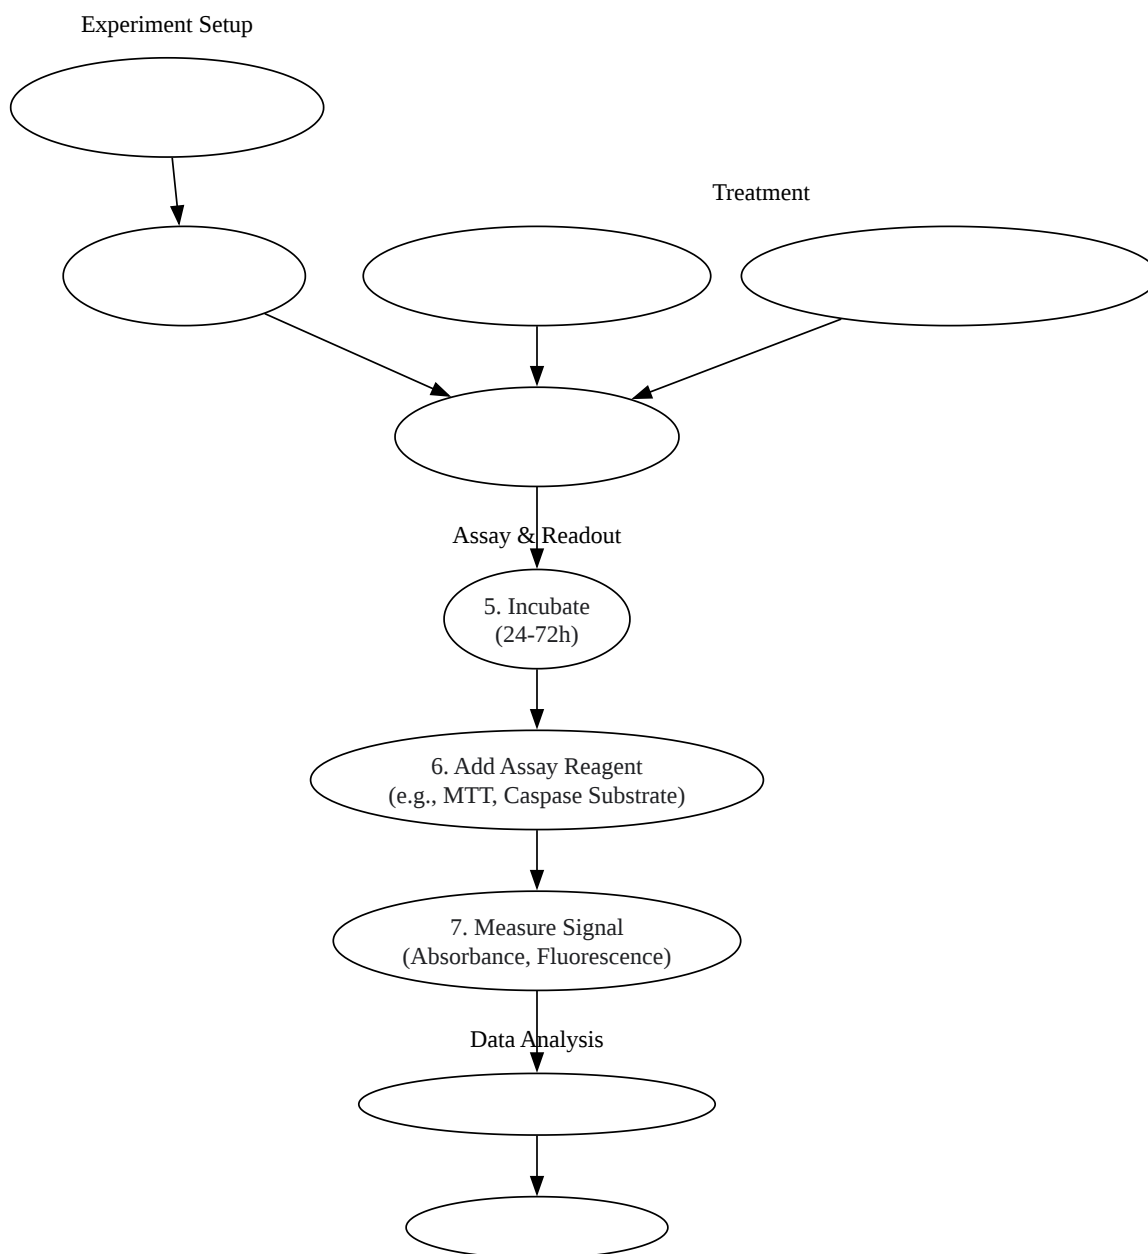 Experiment Setup
Treatment
Assay & Readout
5. Incubate
(24-72h)
6. Add Assay Reagent
(e.g., MTT, Caspase Substrate)
7. Measure Signal
(Absorbance, Fluorescence)
Data Analysis